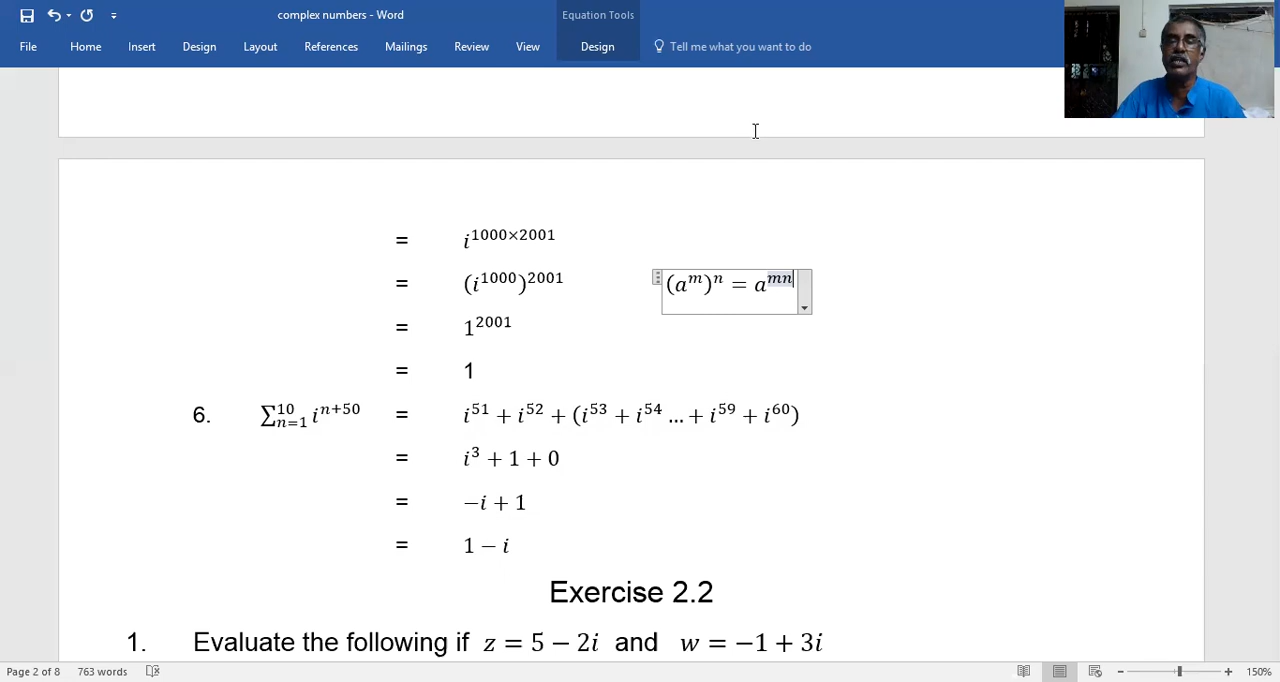 complex numbers - Word
Equation Tools
File Home Insert Design Layout References Mailings Review View Design Tell me what you want to do
= i^{1000×2001}
= (i^{1000})^{2001} (a^m)^n = a^{mn}
= 1^{2001}
= 1
6. ∑_{n=1}^{10} i^{n+50} = i^{51} + i^{52} + (i^{53} + i^{54} … + i^{59} + i^{60})
= i^3 + 1 + 0
= −i + 1
= 1 − i
Exercise 2.2
1. Evaluate the following if z = 5 − 2i and w = −1 + 3i
Page 2 of 8 763 words 150%